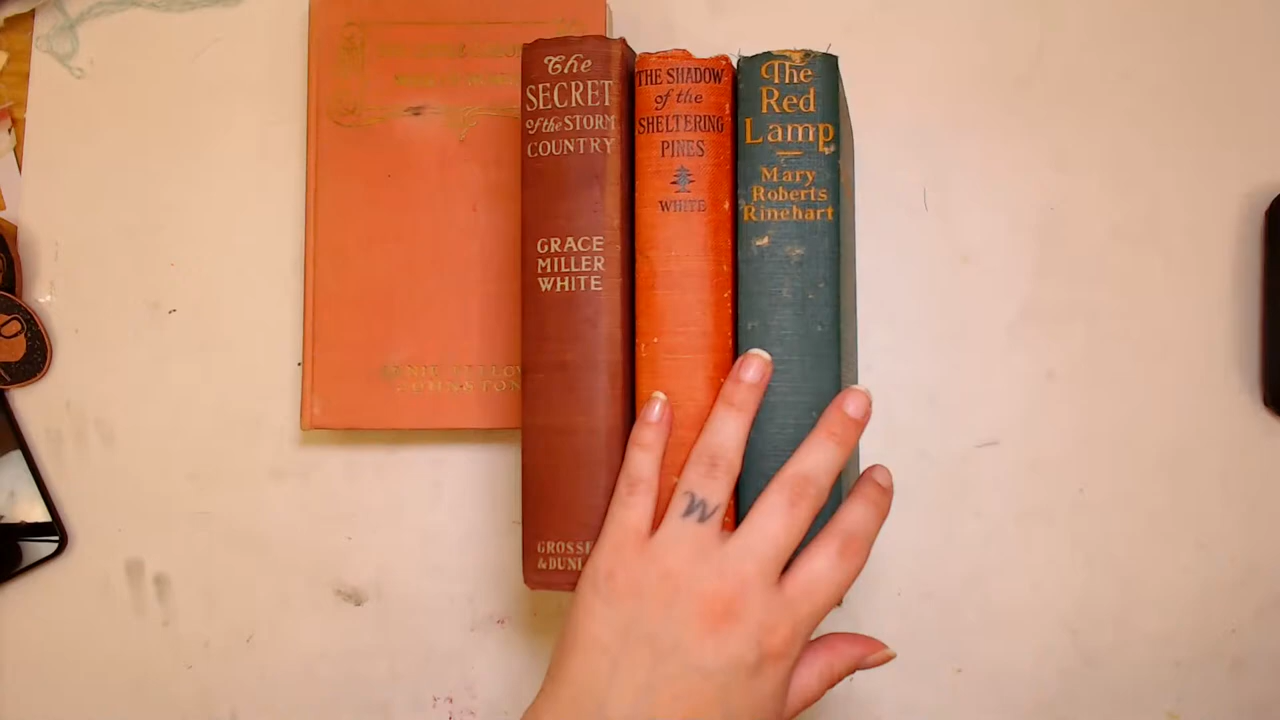 The
SECRET
of the STORM
COUNTRY
GRACE
MILLER
WHITE
THE SHADOW
of the
SHELTERING
PINES
WHITE
The
Red
Lamp
Mary
Roberts
Rinehart
JOHNSTON